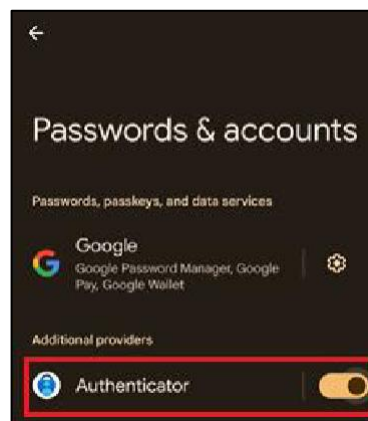 Passwords & accounts
Passwords, passkeys, and data services
Google
Google Password Manager, Google
Pay, Google Wallet
Additional providers
Authenticator